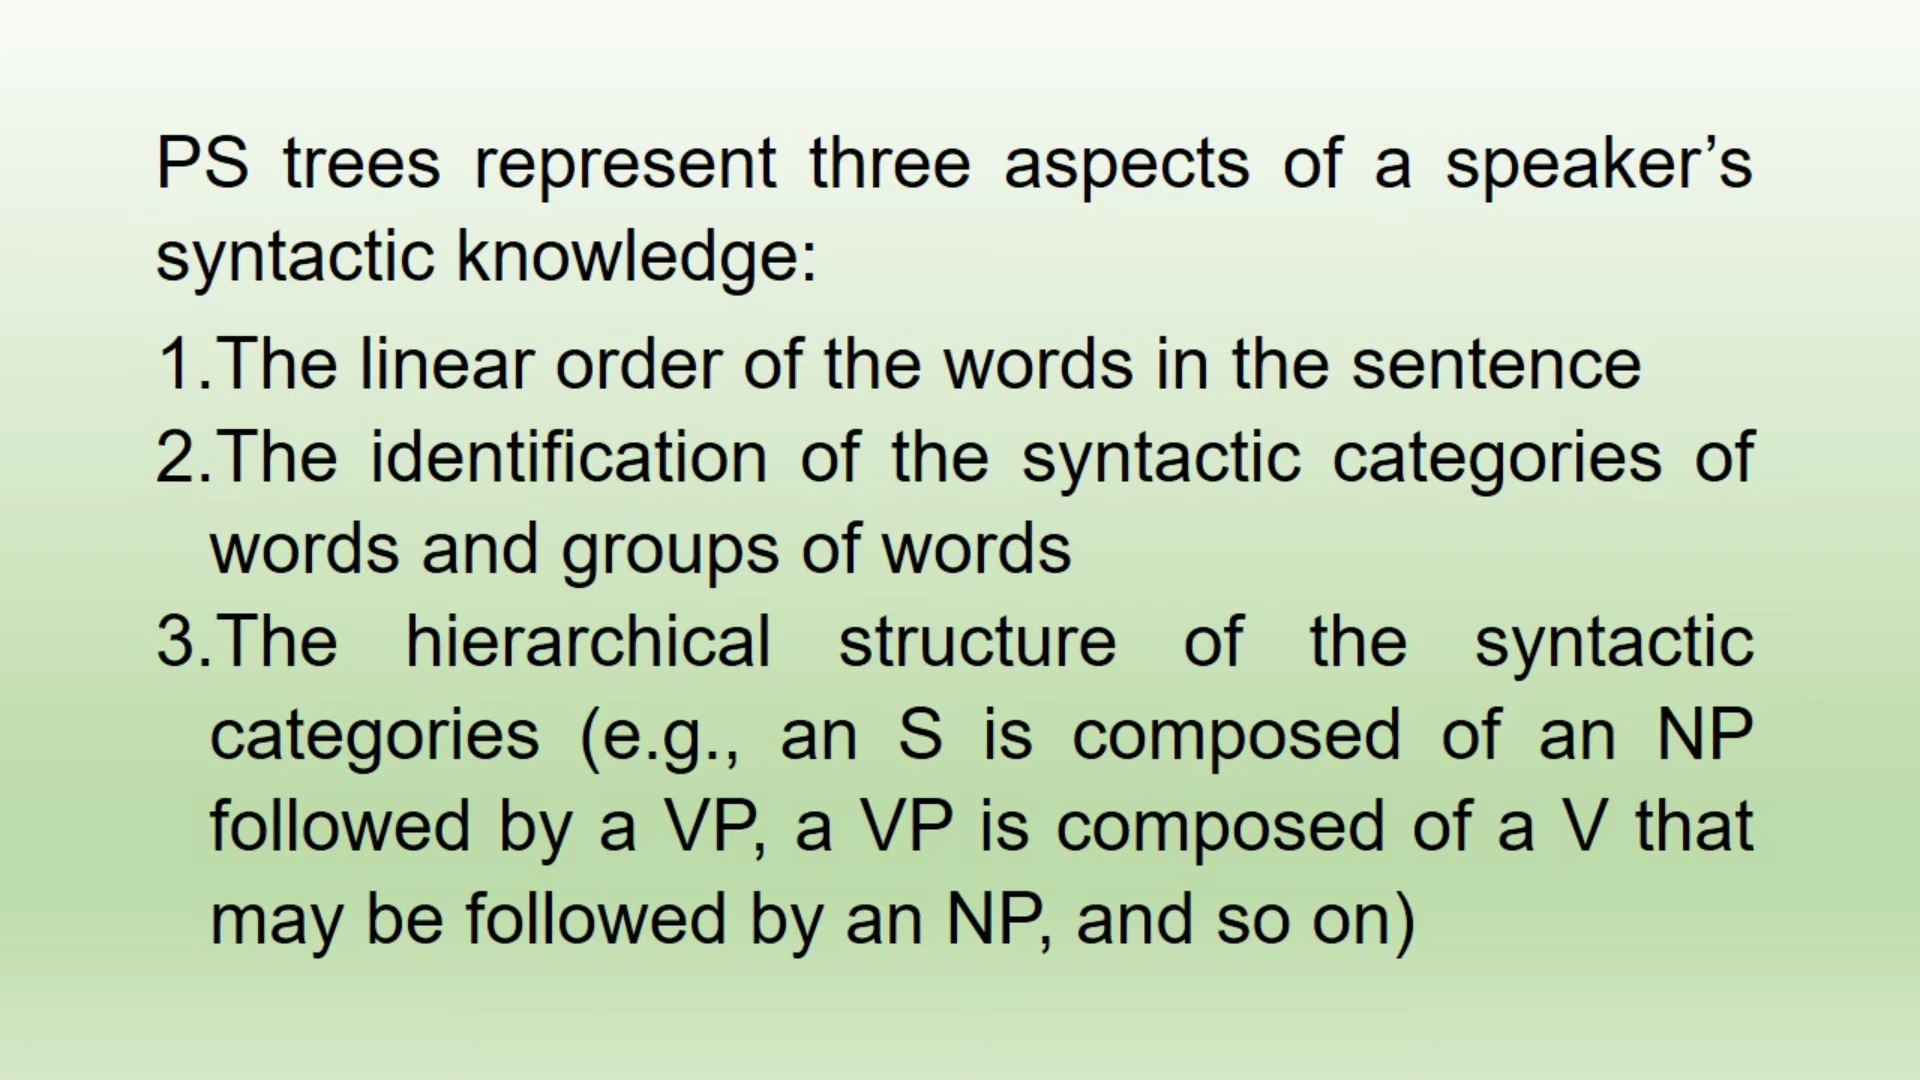 PS trees represent three aspects of a speaker’s
syntactic knowledge:
1.The linear order of the words in the sentence
2.The identification of the syntactic categories of
words and groups of words
3.The hierarchical structure of the syntactic
categories (e.g., an S is composed of an NP
followed by a VP, a VP is composed of a V that
may be followed by an NP, and so on)